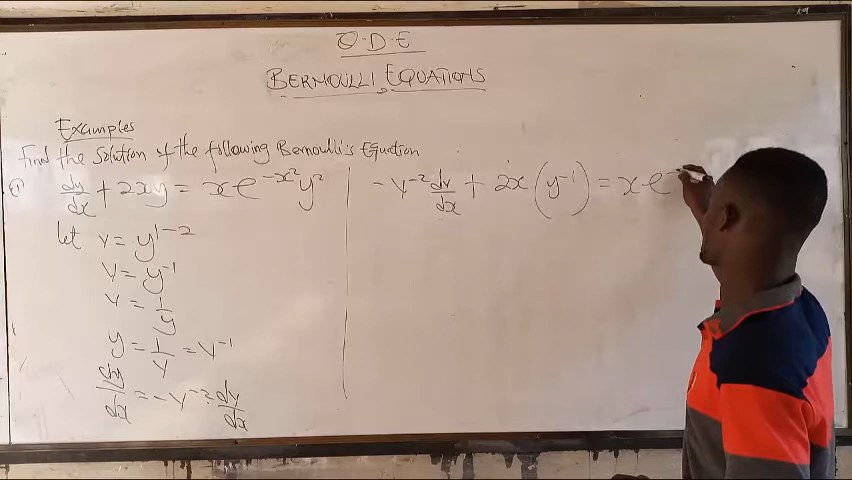 O.D.E
BERNOULLI EQUATIONS
Examples
Find the Solution of the following Bernoulli's Equation
① dy/dx + 2xy = xe^{-x²}y²
let v = y^{1-2}
v = y^{-1}
v = 1/y
y = 1/v = v^{-1}
dy/dx = -v^{-2} dv/dx
-v^{-2} dv/dx + 2x (y^{-1}) = xe^{-